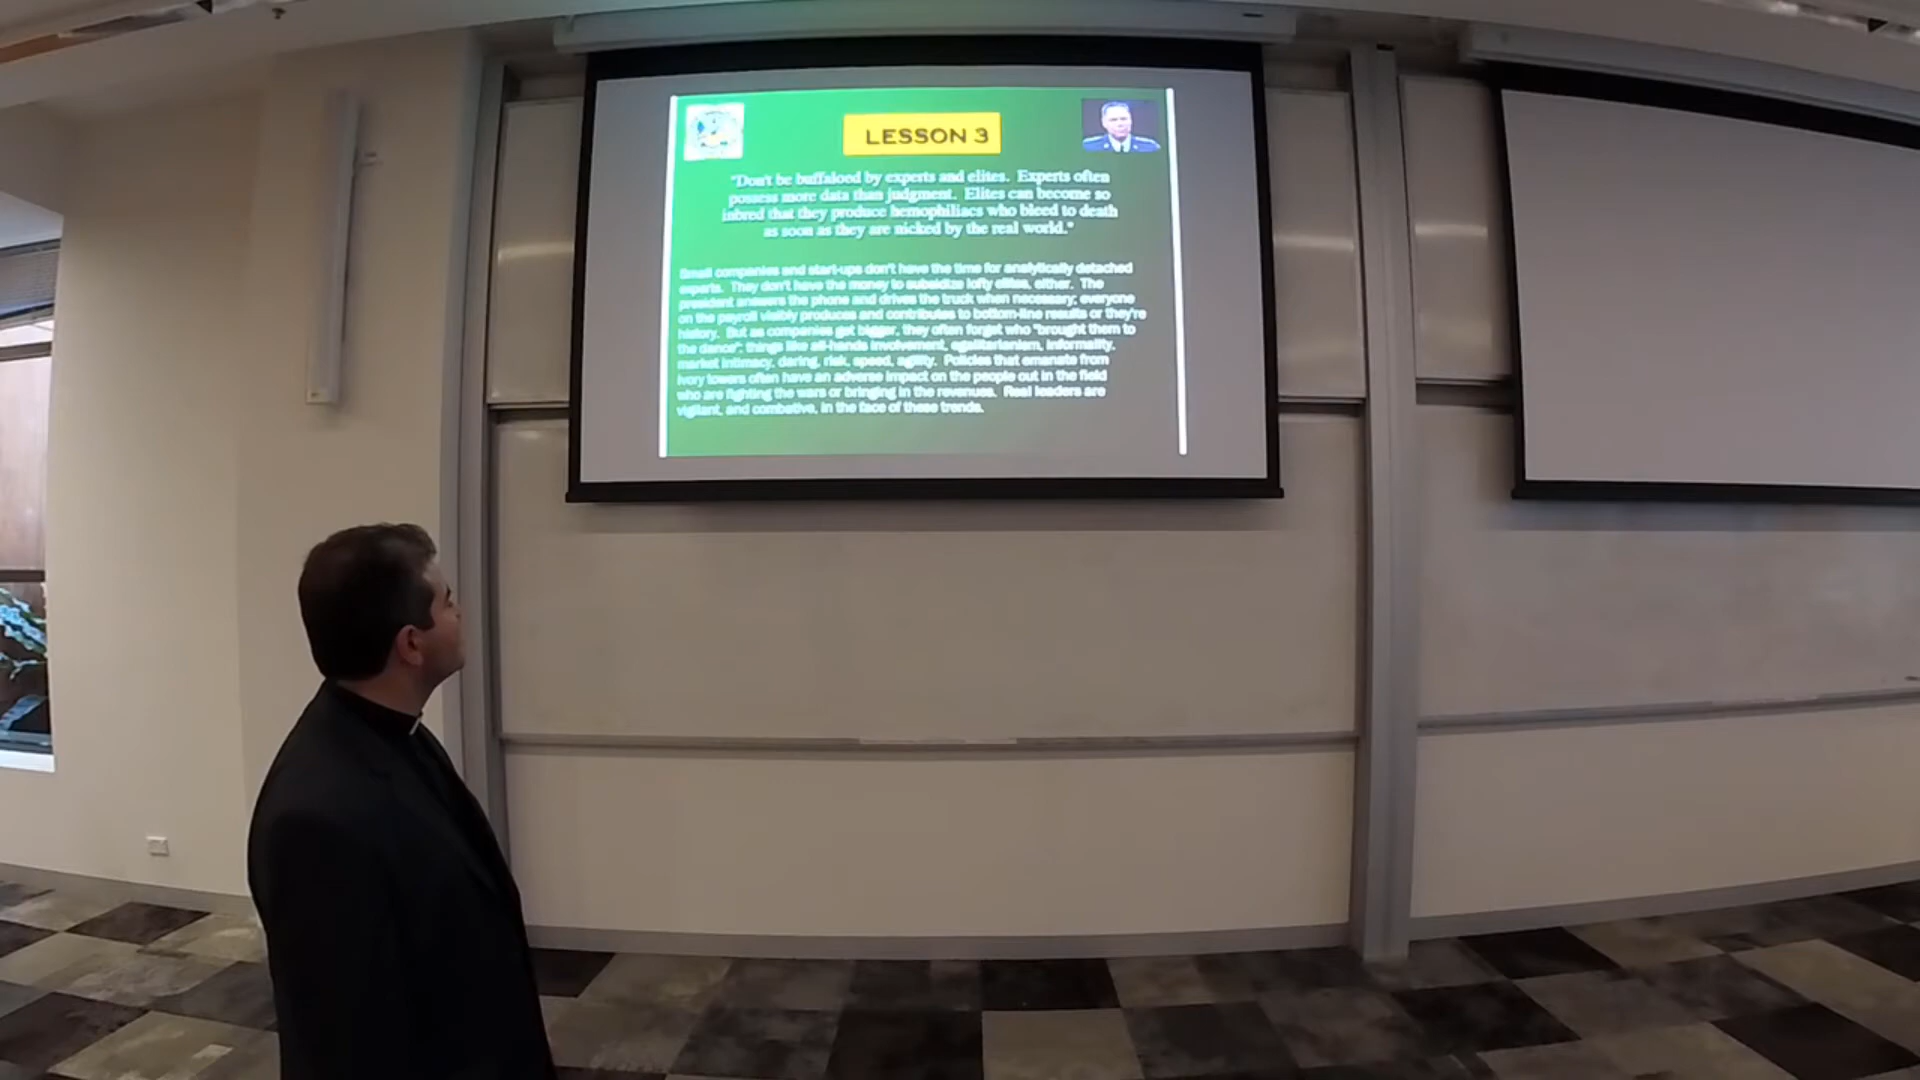 LESSON 3
"Don't be buffaloed by experts and elites. Experts often
possess more data than judgment. Elites can become so
inbred that they produce hemophiliacs who bleed to death
as soon as they are nicked by the real world."
Small companies and start-ups don't have the time for analytically detached
experts. They don't have the money to subsidize lofty elites, either. The
president answers the phone and drives the truck when necessary; everyone
on the payroll visibly produces and contributes to bottom-line results or they're
history. But as companies get bigger, they often forget who "brought them to
the dance": things like all-hands involvement, egalitarianism, informality,
market intimacy, daring, risk, speed, agility. Policies that emanate from
ivory towers often have an adverse impact on the people out in the field
who are fighting the wars or bringing in the revenues. Real leaders are
vigilant, and combative, in the face of these trends.